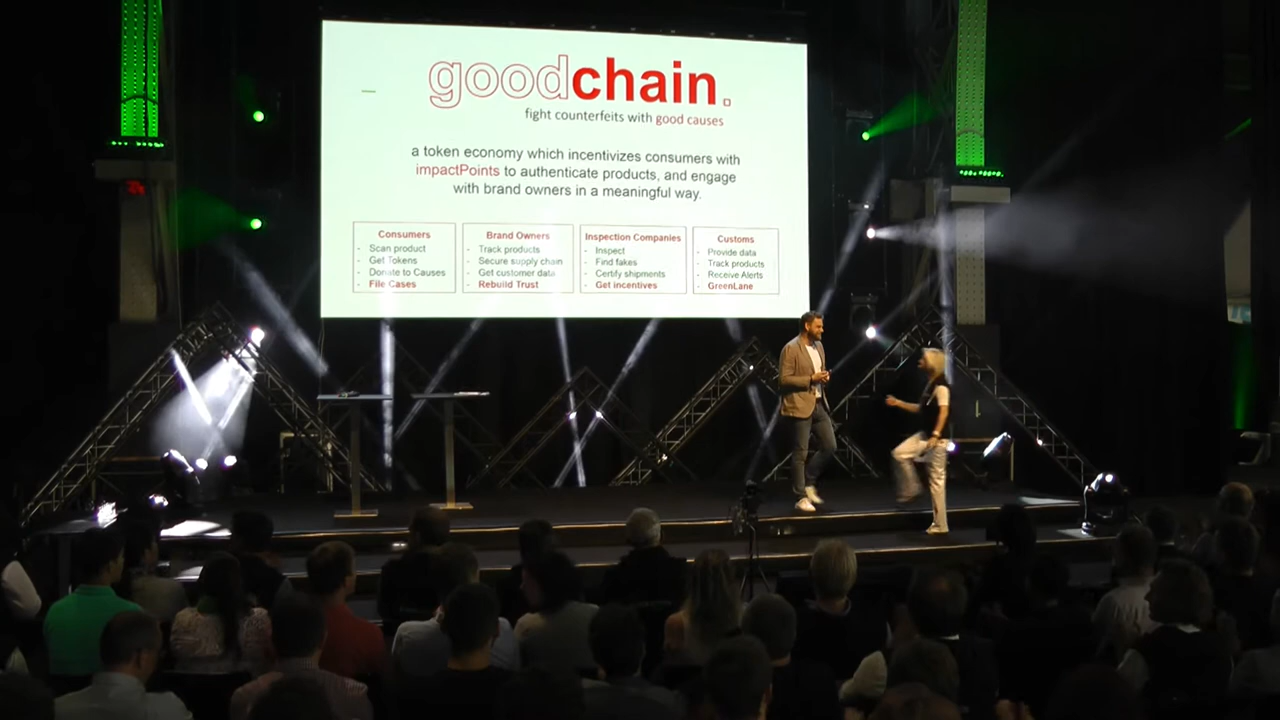 goodchain.
fight counterfeits with good causes
a token economy which incentivizes consumers with
impactPoints to authenticate products, and engage
with brand owners in a meaningful way.
Consumers
- Scan product
- Get Tokens
- Donate to Causes
- File Cases
Brand Owners
- Track products
- Secure supply chain
- Get customer data
- Rebuild Trust
Inspection Companies
- Inspect
- Find fakes
- Certify shipments
- Get incentives
Customs
- Provide data
- Track products
- Receive Alerts
- GreenLane